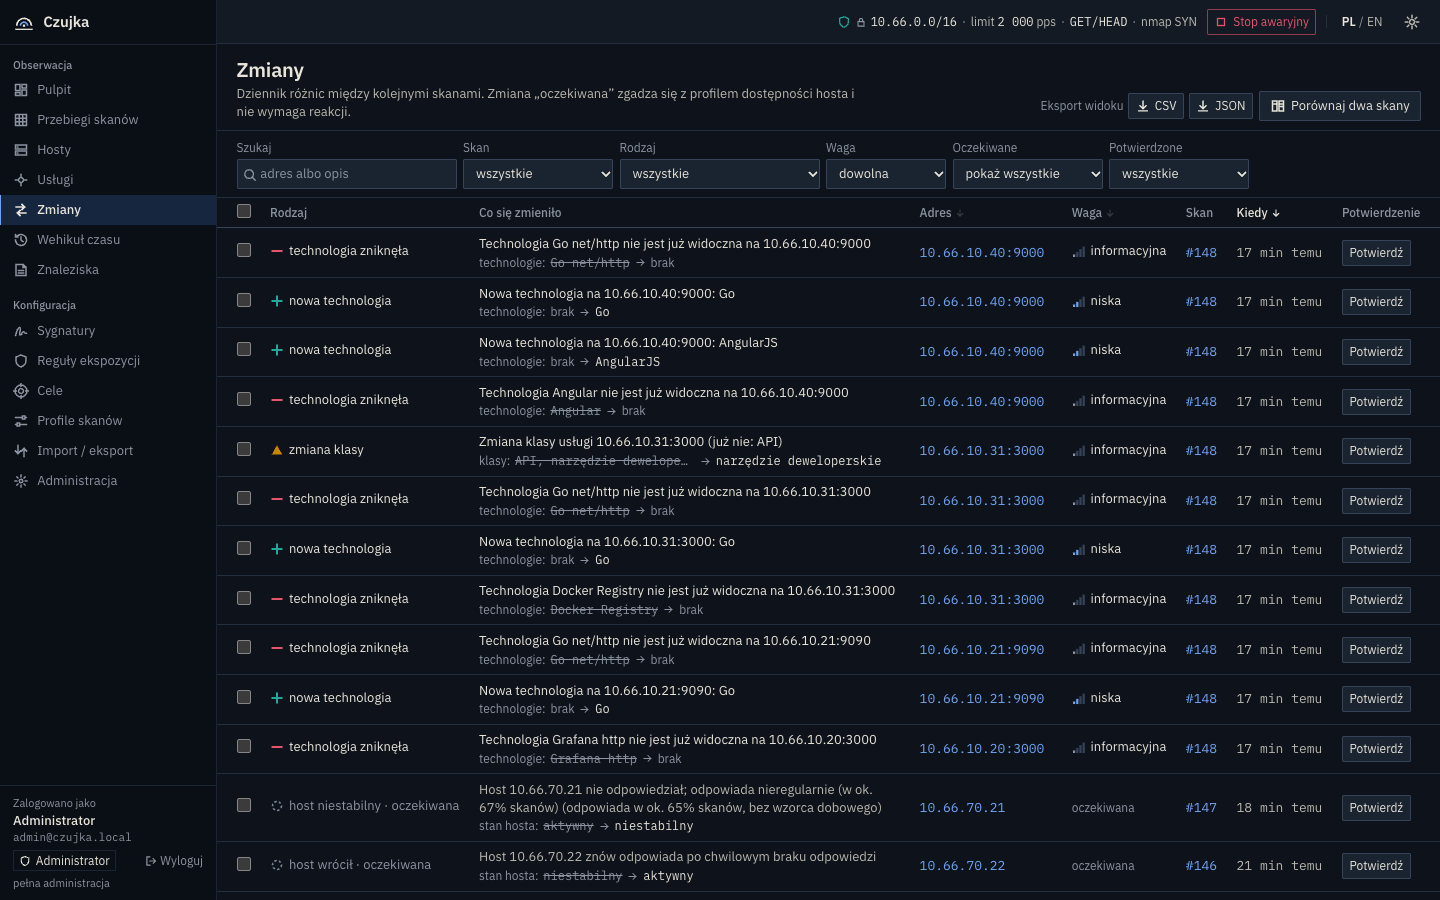 Czujka
10.66.0.0/16 · limit 2 000 pps · GET/HEAD · nmap SYN
Stop awaryjny
PL / EN
Obserwacja
Pulpit
Przebiegi skanów
Hosty
Usługi
Zmiany
Wehikuł czasu
Znaleziska
Konfiguracja
Sygnatury
Reguły ekspozycji
Cele
Profile skanów
Import / eksport
Administracja
Zalogowano jako
Administrator
admin@czujka.local
Administrator
Wyloguj
pełna administracja
Zmiany
Dziennik różnic między kolejnymi skanami. Zmiana „oczekiwana” zgadza się z profilem dostępności hosta i
nie wymaga reakcji.
Eksport widoku
CSV
JSON
Porównaj dwa skany
Szukaj Skan Rodzaj Waga Oczekiwane Potwierdzone
adres albo opis wszystkie wszystkie dowolna pokaż wszystkie wszystkie
Rodzaj Co się zmieniło Adres ↓ Waga ↓ Skan Kiedy ↓ Potwierdzenie
technologia zniknęła Technologia Go net/http nie jest już widoczna na 10.66.10.40:9000 10.66.10.40:9000 informacyjna #148 17 min temu Potwierdź
technologie: Go net/http → brak
nowa technologia Nowa technologia na 10.66.10.40:9000: Go 10.66.10.40:9000 niska #148 17 min temu Potwierdź
technologie: brak → Go
nowa technologia Nowa technologia na 10.66.10.40:9000: AngularJS 10.66.10.40:9000 niska #148 17 min temu Potwierdź
technologie: brak → AngularJS
technologia zniknęła Technologia Angular nie jest już widoczna na 10.66.10.40:9000 10.66.10.40:9000 informacyjna #148 17 min temu Potwierdź
technologie: Angular → brak
zmiana klasy Zmiana klasy usługi 10.66.10.31:3000 (już nie: API) 10.66.10.31:3000 informacyjna #148 17 min temu Potwierdź
klasy: API, narzędzie dewelope… → narzędzie deweloperskie
technologia zniknęła Technologia Go net/http nie jest już widoczna na 10.66.10.31:3000 10.66.10.31:3000 informacyjna #148 17 min temu Potwierdź
technologie: Go net/http → brak
nowa technologia Nowa technologia na 10.66.10.31:3000: Go 10.66.10.31:3000 niska #148 17 min temu Potwierdź
technologie: brak → Go
technologia zniknęła Technologia Docker Registry nie jest już widoczna na 10.66.10.31:3000 10.66.10.31:3000 informacyjna #148 17 min temu Potwierdź
technologie: Docker Registry → brak
technologia zniknęła Technologia Go net/http nie jest już widoczna na 10.66.10.21:9090 10.66.10.21:9090 informacyjna #148 17 min temu Potwierdź
technologie: Go net/http → brak
nowa technologia Nowa technologia na 10.66.10.21:9090: Go 10.66.10.21:9090 niska #148 17 min temu Potwierdź
technologie: brak → Go
technologia zniknęła Technologia Grafana http nie jest już widoczna na 10.66.10.20:3000 10.66.10.20:3000 informacyjna #148 17 min temu Potwierdź
technologie: Grafana http → brak
host niestabilny · oczekiwana Host 10.66.70.21 nie odpowiedział; odpowiada nieregularnie (w ok. 10.66.70.21 oczekiwana #147 18 min temu Potwierdź
67% skanów) (odpowiada w ok. 65% skanów, bez wzorca dobowego)
stan hosta: aktywny → niestabilny
host wrócił · oczekiwana Host 10.66.70.22 znów odpowiada po chwilowym braku odpowiedzi 10.66.70.22 oczekiwana #146 21 min temu Potwierdź
stan hosta: niestabilny → aktywny